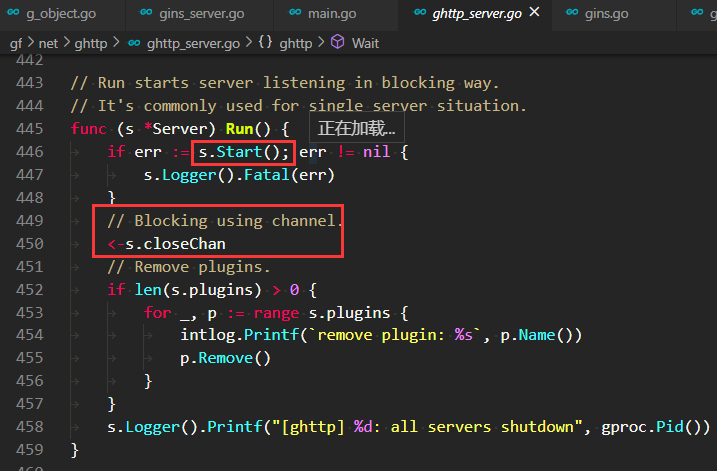 g_object.go gins_server.go main.go ghttp_server.go × gins.go
gf > net > ghttp > ghttp_server.go > {} ghttp > Wait
442
443 // Run starts server listening in blocking way.
444 // It's commonly used for single server situation.
445 func (s *Server) Run() { 正在加载...
446 if err := s.Start(); err != nil {
447 s.Logger().Fatal(err)
448 }
449 // Blocking using channel.
450 <-s.closeChan
451 // Remove plugins.
452 if len(s.plugins) > 0 {
453 for _, p := range s.plugins {
454 intlog.Printf(`remove plugin: %s`, p.Name())
455 p.Remove()
456 }
457 }
458 s.Logger().Printf("[ghttp] %d: all servers shutdown", gproc.Pid())
459 }